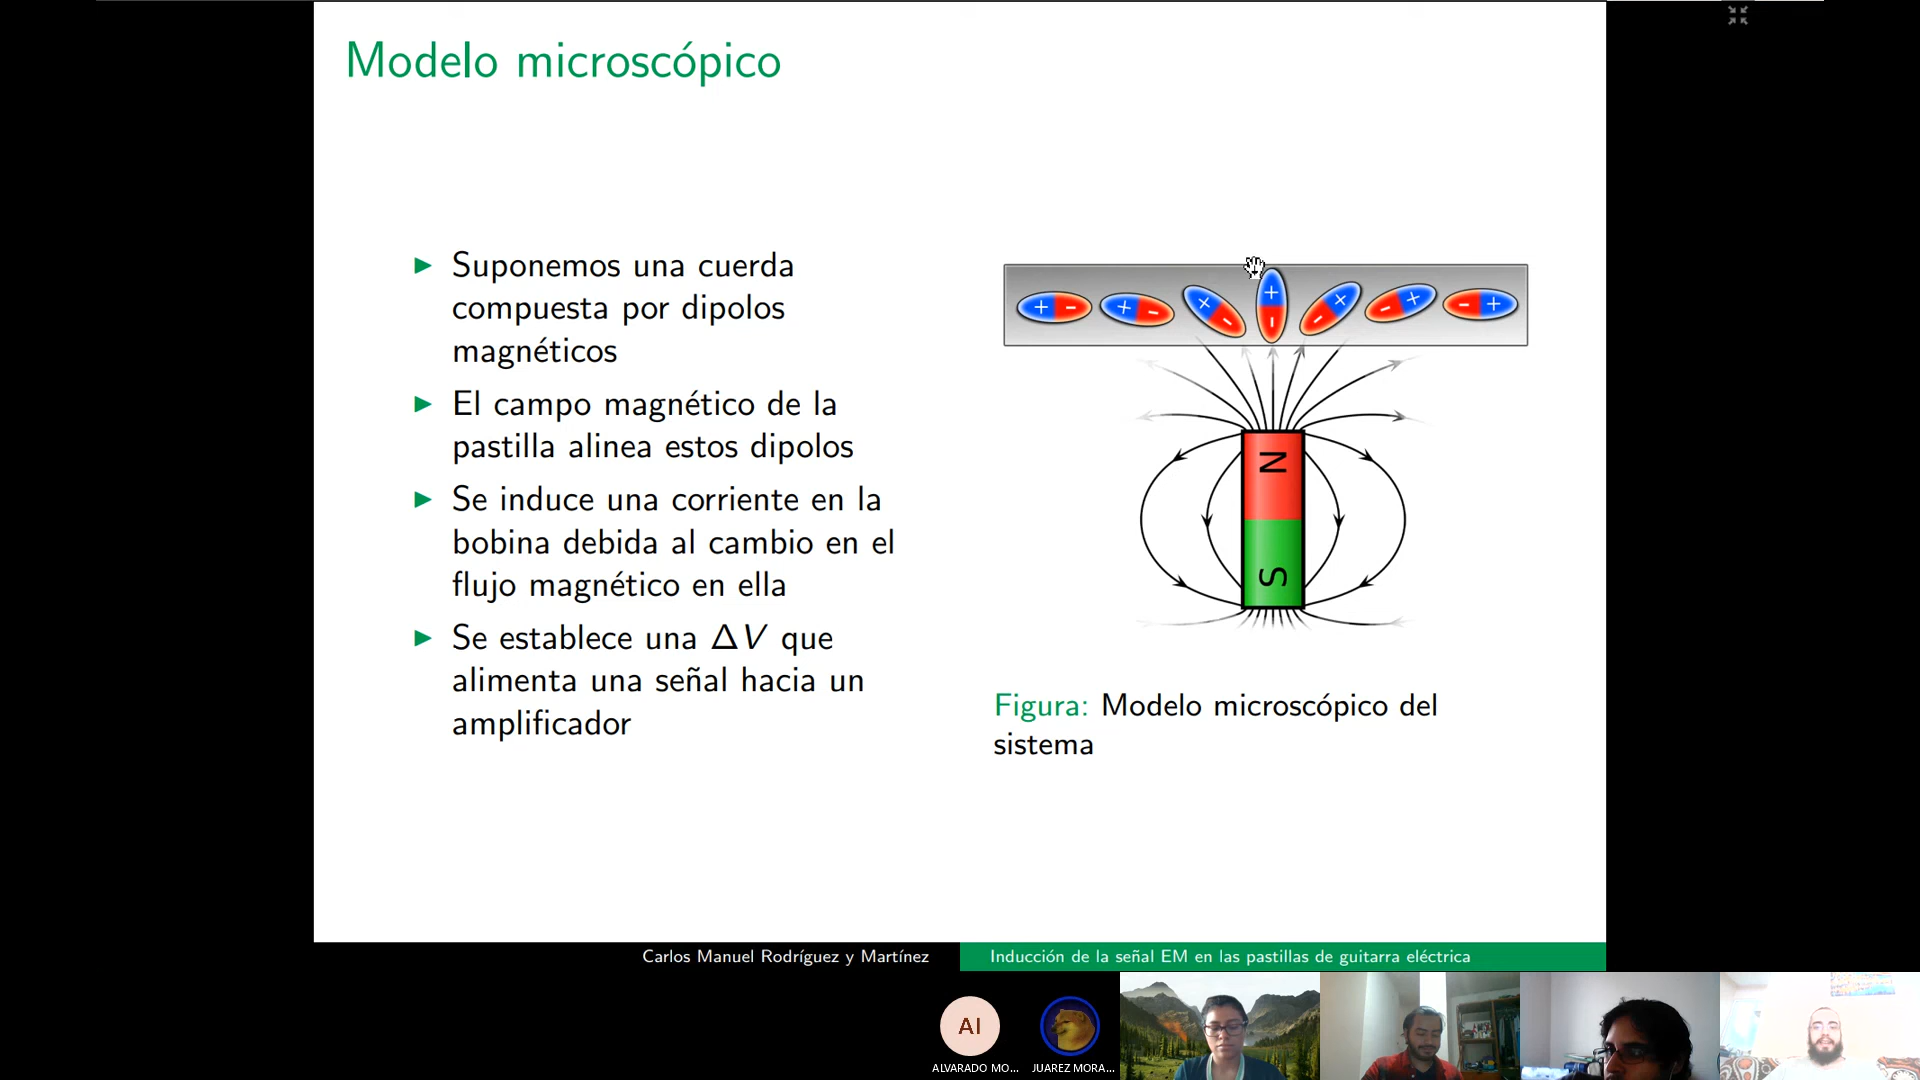 Modelo microscópico
▶ Suponemos una cuerda
compuesta por dipolos
magnéticos
▶ El campo magnético de la
pastilla alinea estos dipolos
▶ Se induce una corriente en la
bobina debida al cambio en el
flujo magnético en ella
▶ Se establece una ΔV que
alimenta una señal hacia un
amplificador
+ - + - + - + - - + - + - +
N
S
Figura: Modelo microscópico del
sistema
Carlos Manuel Rodríguez y Martínez
Inducción de la señal EM en las pastillas de guitarra eléctrica
AI
ALVARADO MO...
JUAREZ MORA...